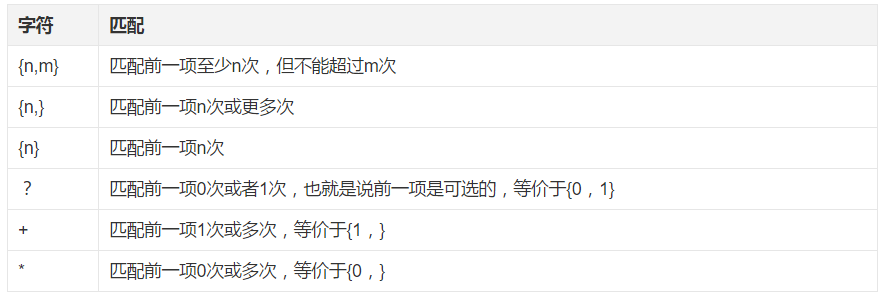 字符 匹配
{n,m} 匹配前一项至少n次，但不能超过m次
{n,} 匹配前一项n次或更多次
{n} 匹配前一项n次
？ 匹配前一项0次或者1次，也就是说前一项是可选的，等价于{0，1}
+ 匹配前一项1次或多次，等价于{1，}
* 匹配前一项0次或多次，等价于{0，}